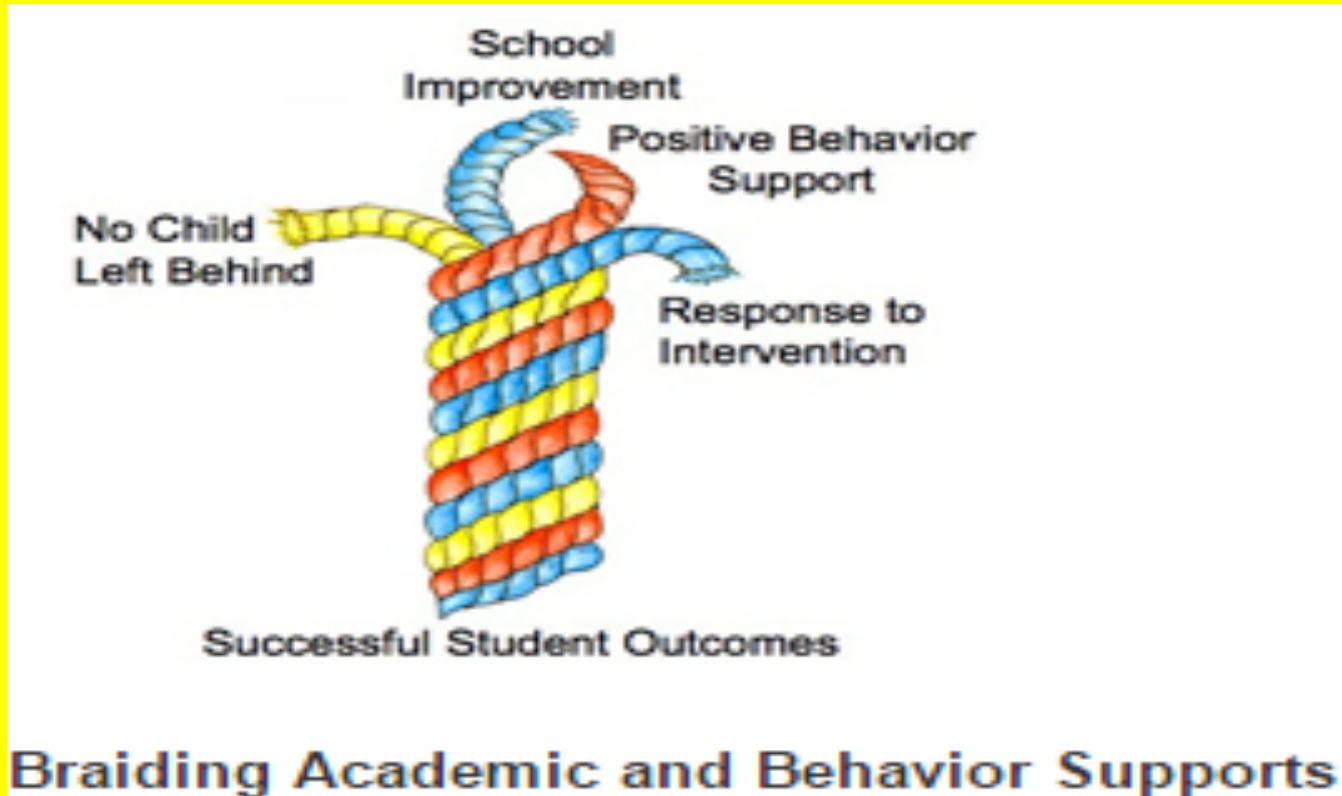 School
Improvement
Positive Behavior
Support
No Child
Left Behind
Response to
Intervention
Successful Student Outcomes
Braiding Academic and Behavior Supports